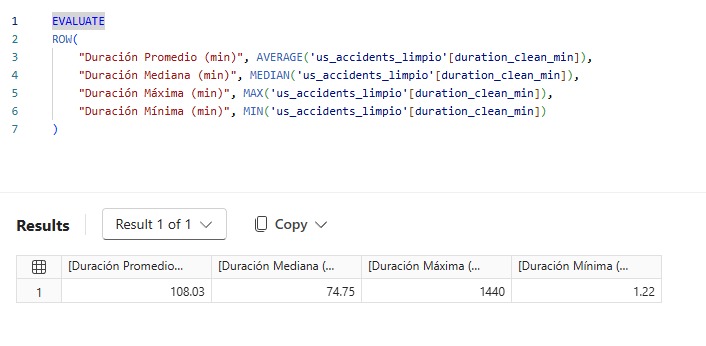 1 EVALUATE
2 ROW(
3 "Duración Promedio (min)", AVERAGE('us_accidents_limpio'[duration_clean_min]),
4 "Duración Mediana (min)", MEDIAN('us_accidents_limpio'[duration_clean_min]),
5 "Duración Máxima (min)", MAX('us_accidents_limpio'[duration_clean_min]),
6 "Duración Mínima (min)", MIN('us_accidents_limpio'[duration_clean_min])
7 )
Results Result 1 of 1 Copy
[Duración Promedio... [Duración Mediana (... [Duración Máxima (... [Duración Mínima (...
1 108.03 74.75 1440 1.22